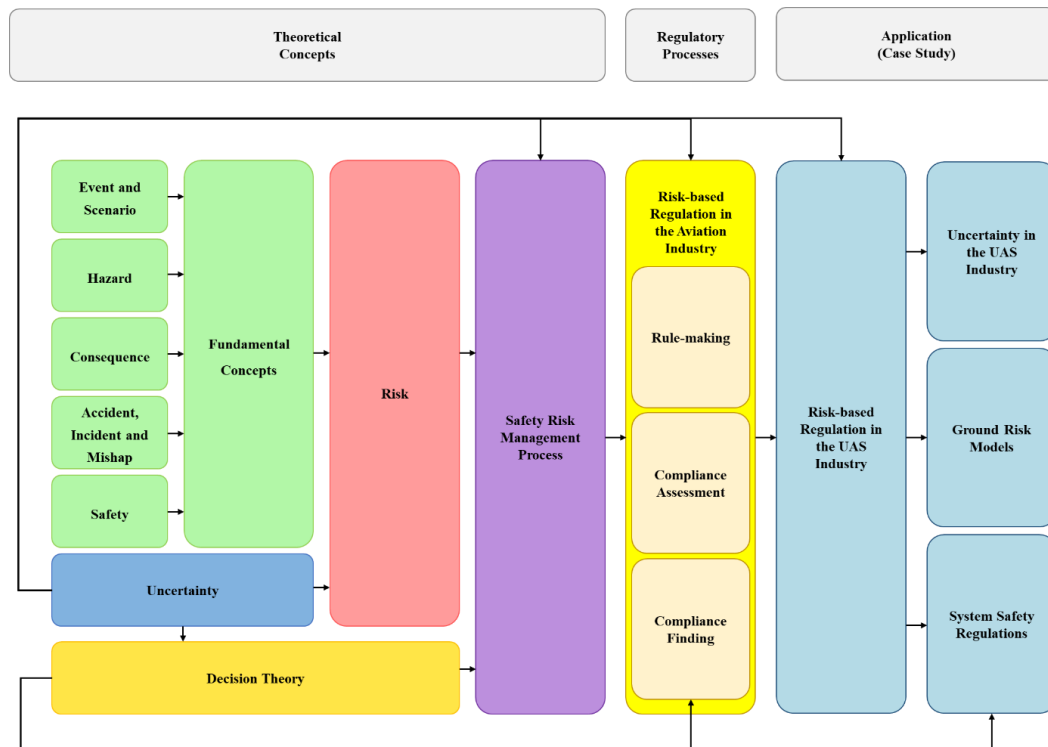 Theoretical
Concepts
Regulatory
Processes
Application
(Case Study)
Event and
Scenario
Hazard
Consequence
Accident,
Incident and
Mishap
Safety
Fundamental
Concepts
Uncertainty
Decision Theory
Risk
Safety Risk
Management
Process
Risk-based
Regulation in
the Aviation
Industry
Rule-making
Compliance
Assessment
Compliance
Finding
Risk-based
Regulation in
the UAS
Industry
Uncertainty in
the UAS
Industry
Ground Risk
Models
System Safety
Regulations